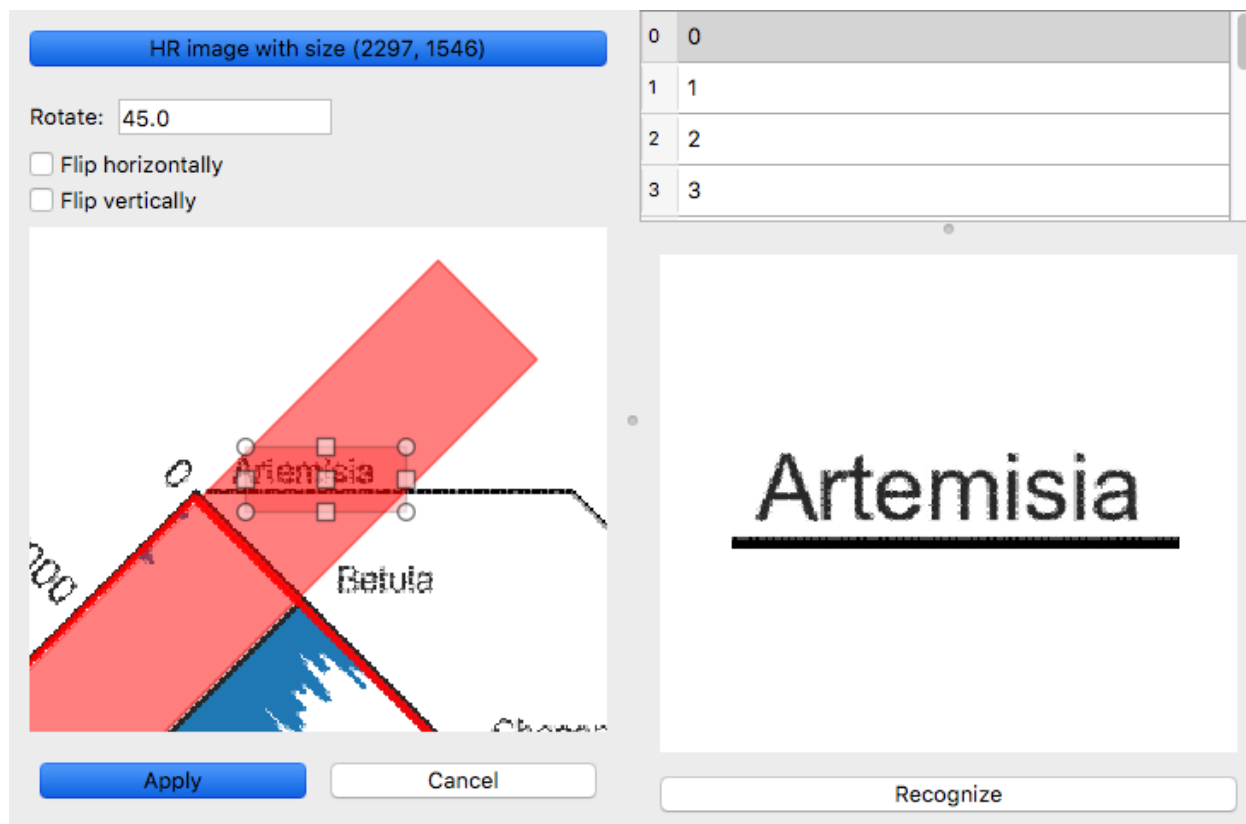 HR image with size (2297, 1546)
Rotate: 45.0
Flip horizontally
Flip vertically
0 Artemisia
000
Betula
Apply
Cancel
0 0
1 1
2 2
3 3
Artemisia
Recognize